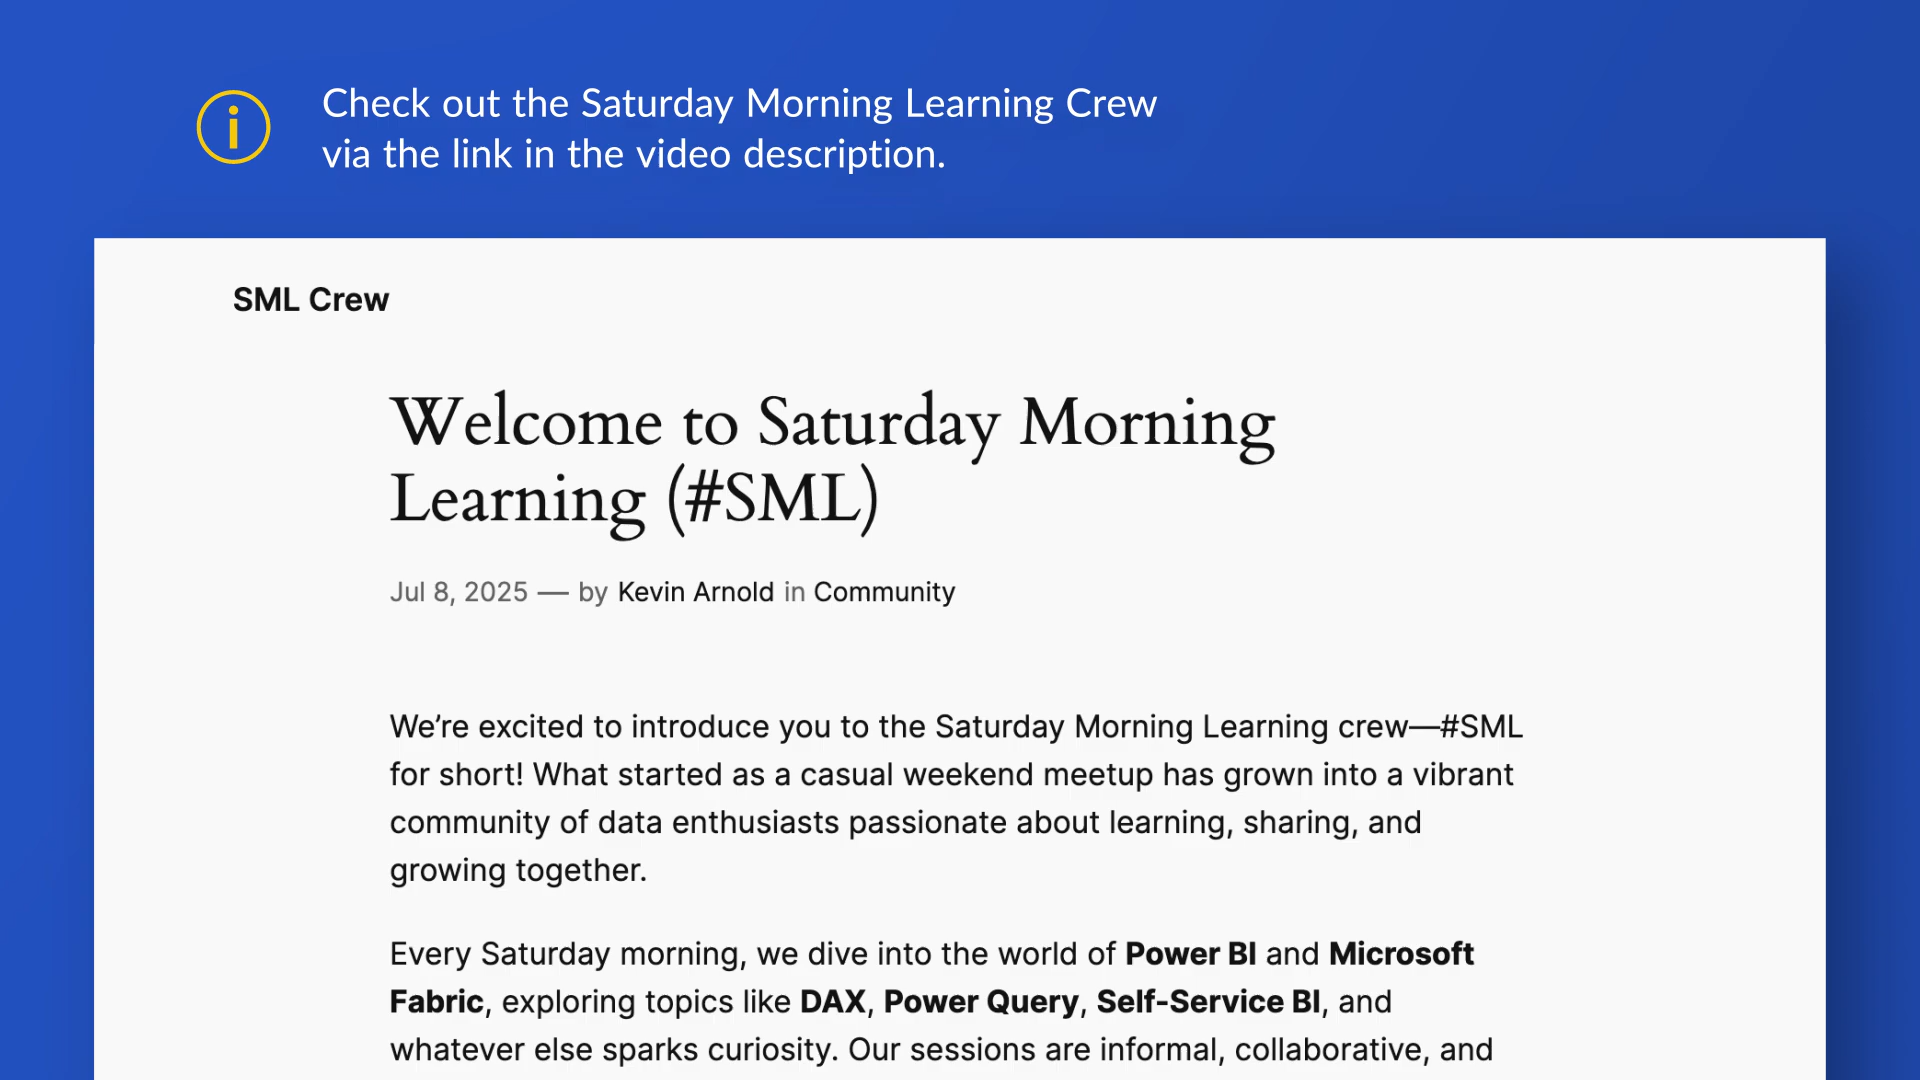 Check out the Saturday Morning Learning Crew
via the link in the video description.
SML Crew
Welcome to Saturday Morning
Learning (#SML)
Jul 8, 2025 — by Kevin Arnold in Community
We’re excited to introduce you to the Saturday Morning Learning crew—#SML
for short! What started as a casual weekend meetup has grown into a vibrant
community of data enthusiasts passionate about learning, sharing, and
growing together.
Every Saturday morning, we dive into the world of Power BI and Microsoft
Fabric, exploring topics like DAX, Power Query, Self-Service BI, and
whatever else sparks curiosity. Our sessions are informal, collaborative, and